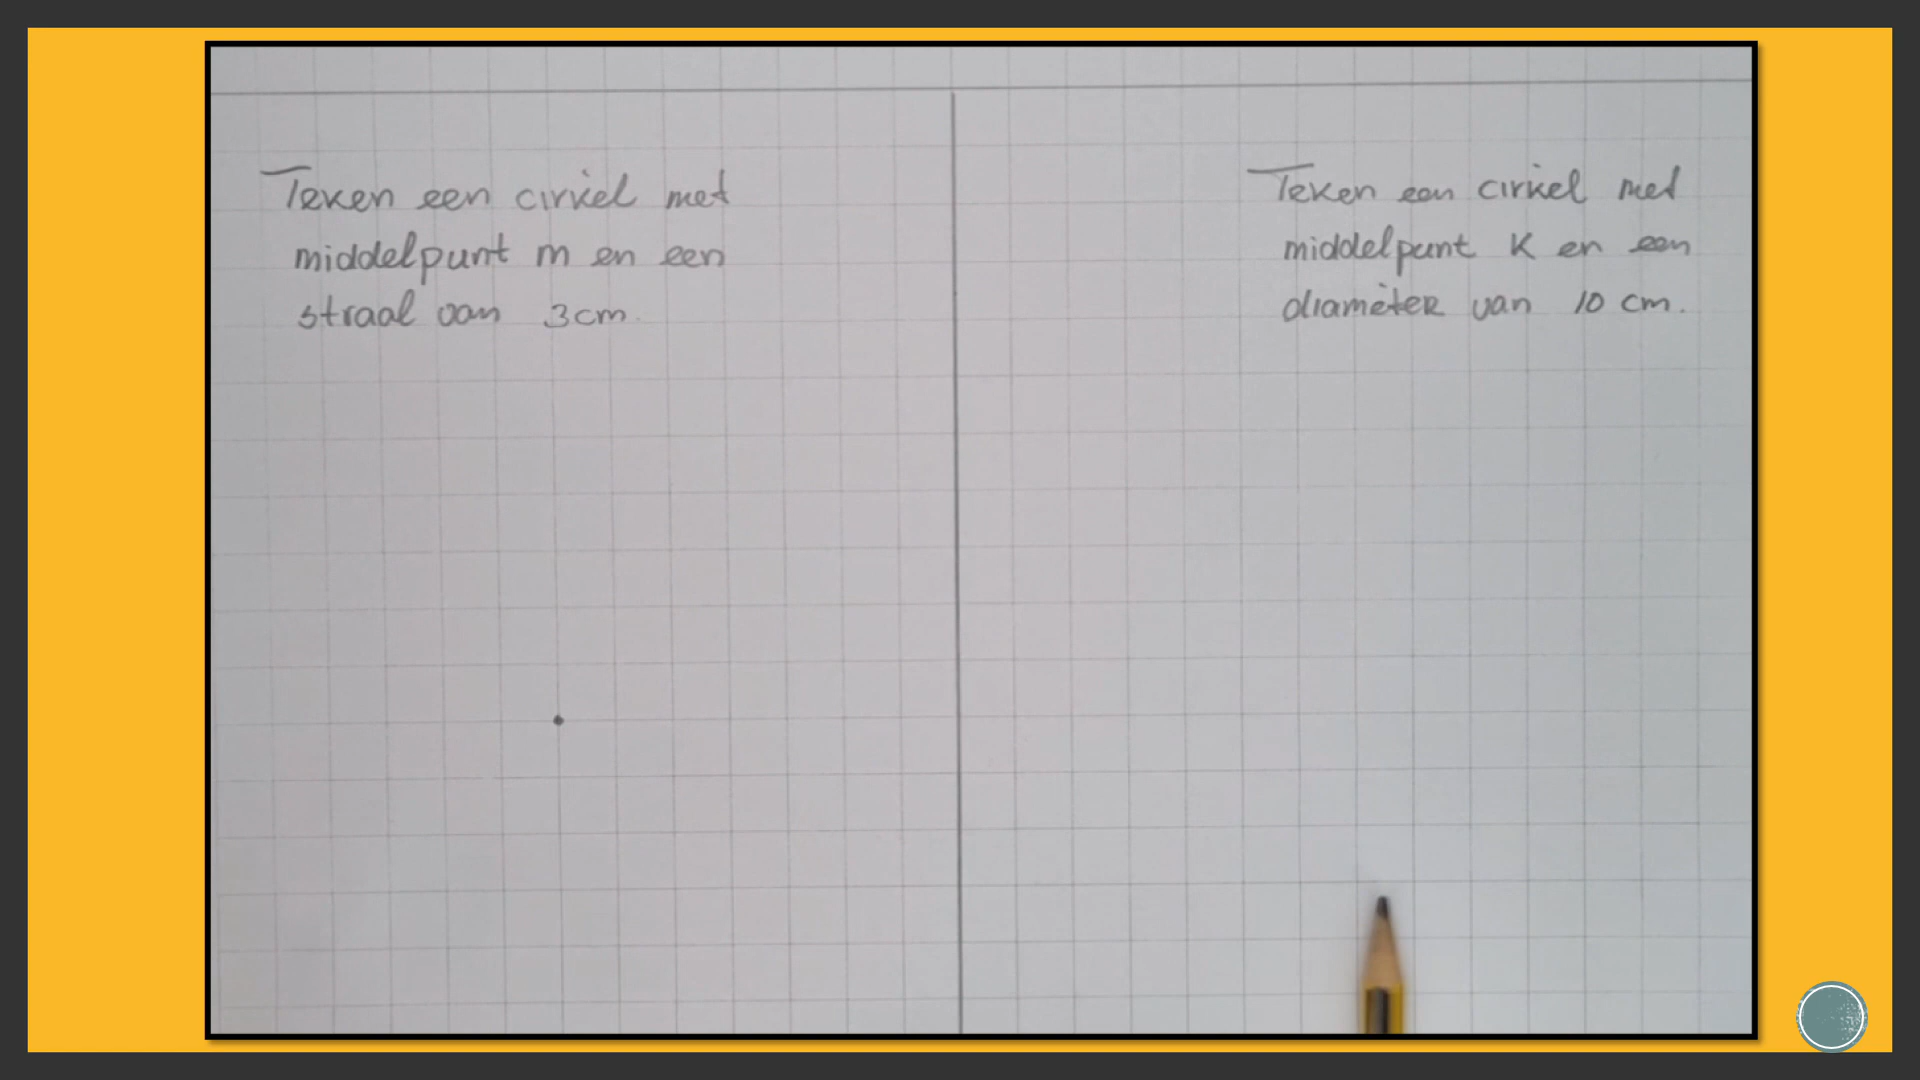 Teken een cirkel met
middelpunt m en een
straal van 3cm.
Teken een cirkel met
middelpunt K en een
diameter van 10 cm.